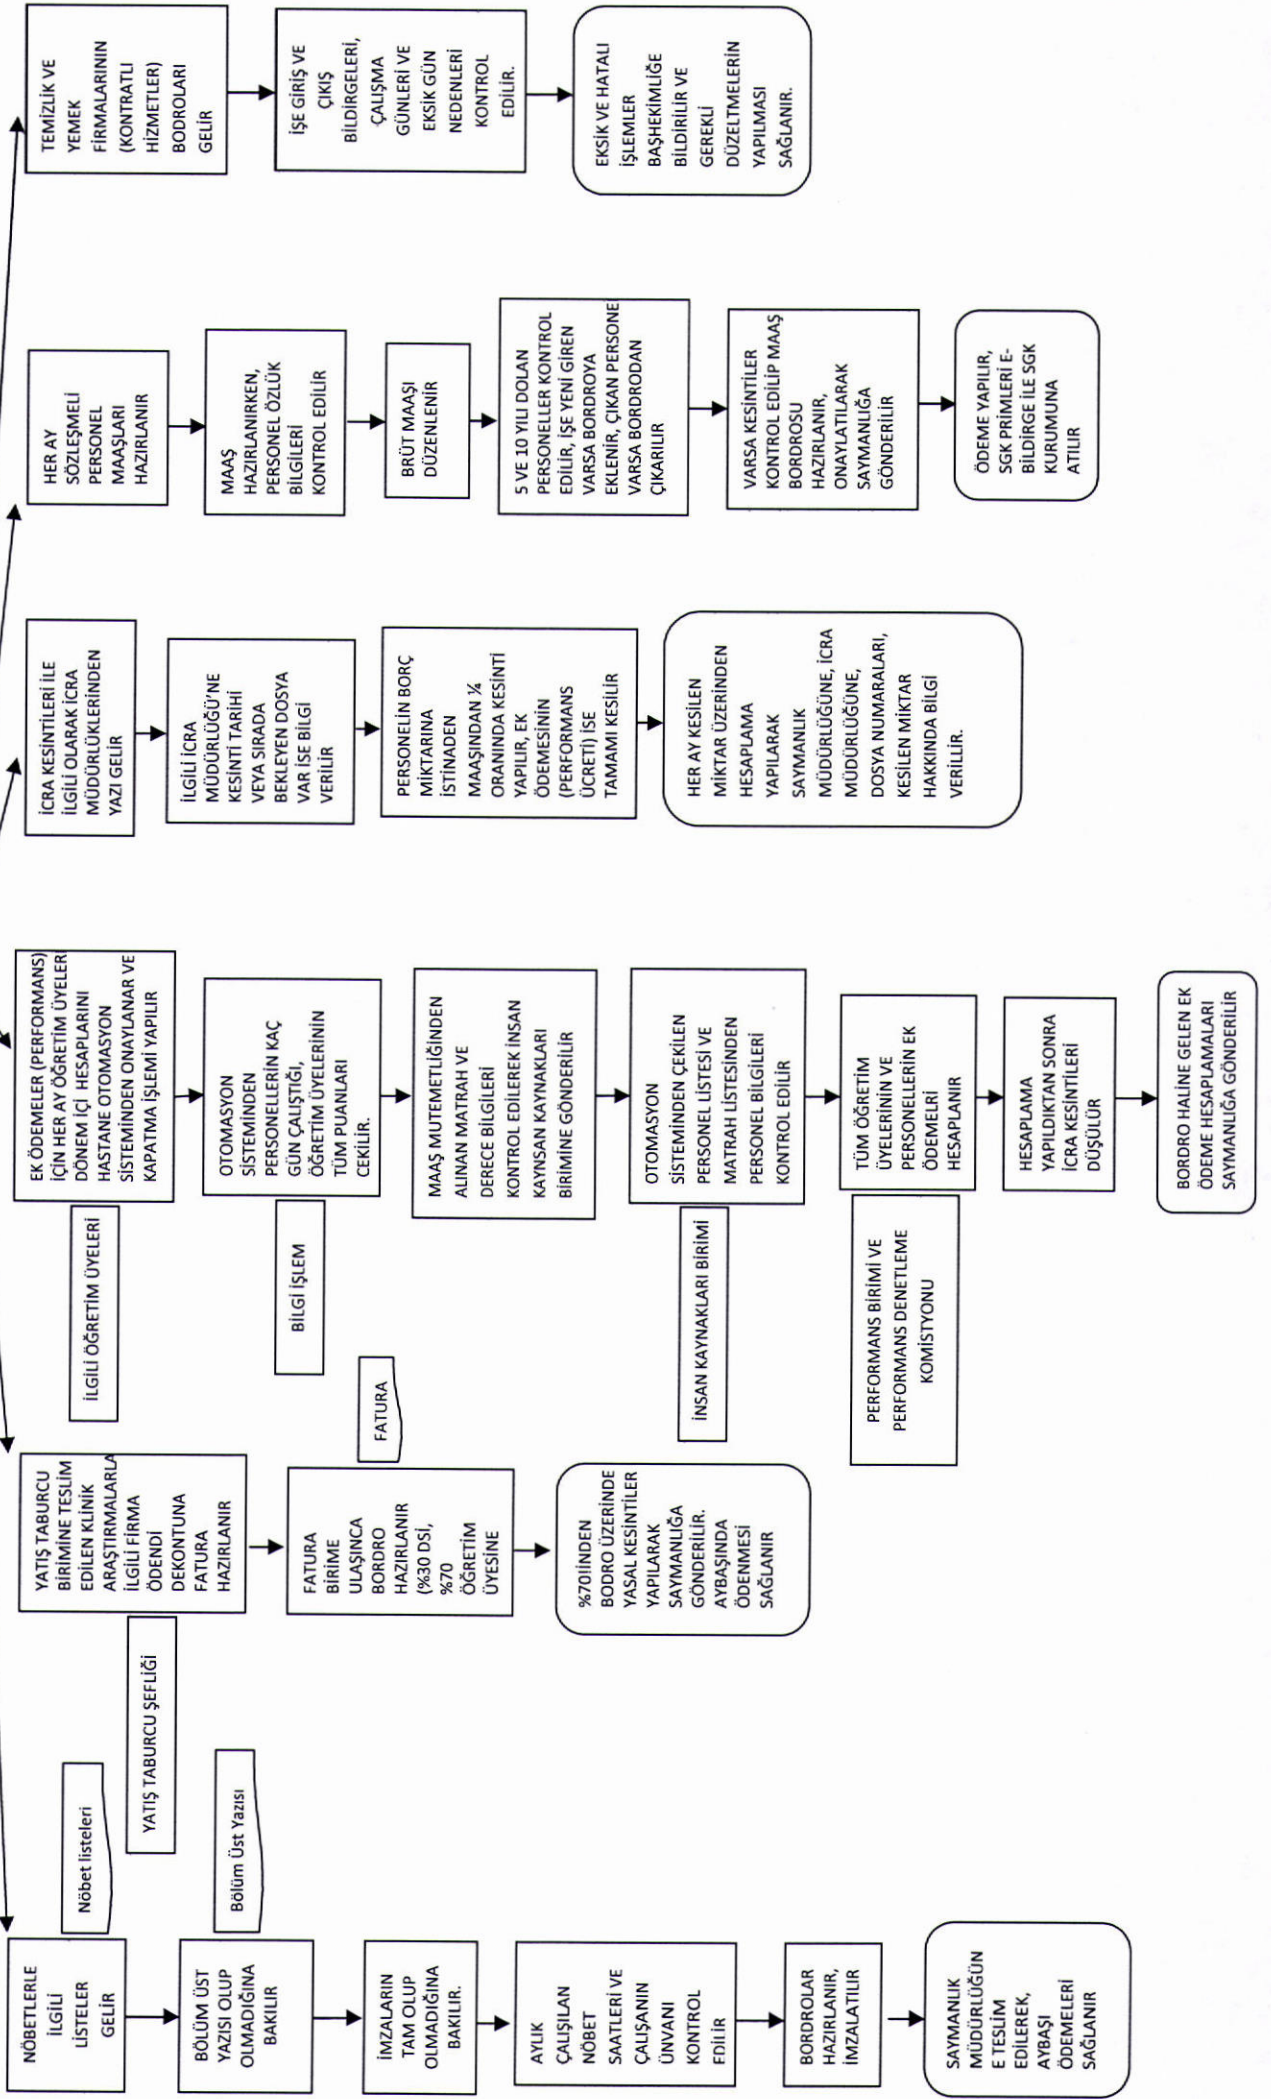 NÖBETLERLE
İLGİLİ
LİSTELER
GELİR
Nöbet listeleri
BÖLÜM ÜST
YAZISI OLUP
OLMADIĞINA
BAKILIR
Bölüm Üst Yazısı
İMZALARIN
TAM OLUP
OLMADIĞINA
BAKILIR.
AYLIK
ÇALIŞILAN
NÖBET
SAATLERİ VE
ÇALIŞANIN
ÜNVANI
KONTROL
EDİLİR
BORDROLAR
HAZIRLANIR,
İMZALATILIR
SAYMANLIK
MÜDÜRLÜĞÜN
E TESLİM
EDİLEREK,
AYBAŞI
ÖDEMELERİ
SAĞLANIR
YATIŞ TABURCU
BİRİMİNE TESLİM
EDİLEN KLİNİK
ARAŞTIRMALARLA
İLGİLİ FİRMA
ÖDENDİ
DEKONTUNA
FATURA
HAZIRLANIR
YATIŞ TABURCU ŞEFLİĞİ
FATURA
BİRİME
ULAŞINCA
BORDRO
HAZIRLANIR
(%30 DSİ,
%70
ÖĞRETİM
ÜYESİNE
FATURA
%70İİNDEN
BODRO ÜZERİNDE
YASAL KESİNTİLER
YAPILARAK
SAYMANLIĞA
GÖNDERİLİR.
AYBAŞINDA
ÖDENMESİ
SAĞLANIR
EK ÖDEMELER (PERFORMANS)
İÇİN HER AY ÖĞRETİM ÜYELERİ
DÖNEM İÇİ HESAPLARINI
HASTANE OTOMASYON
SİSTEMİNDEN ONAYLANAR VE
KAPATMA İŞLEMİ YAPILIR
İLGİLİ ÖĞRETİM ÜYELERİ
OTOMASYON
SİSTEMİNDEN
PERSONELLERİN KAÇ
GÜN ÇALIŞTIĞI,
ÖĞRETİM ÜYELERİNİN
TÜM PUANLARI
CEKİLİR.
BİLGİ İŞLEM
MAAŞ MUTEMETLİĞİNDEN
ALINAN MATRAH VE
DERECE BİLGİLERİ
KONTROL EDİLEREK İNSAN
KAYNSAN KAYNAKLARI
BİRİMİNE GÖNDERİLİR
OTOMASYON
SİSTEMİNDEN ÇEKİLEN
PERSONEL LİSTESİ VE
MATRAH LİSTESİNDEN
PERSONEL BİLGİLERİ
KONTROL EDİLİR
İNSAN KAYNAKLARI BİRİMİ
TÜM ÖĞRETİM
ÜYELERİNİN VE
PERSONELLERİN EK
ÖDEMELRİ
HESAPLANIR
PERFORMANS BİRİMİ VE
PERFORMANS DENETLEME
KOMİSTYONU
HESAPLAMA
YAPILDIKTAN SONRA
İCRA KESİNTİLERİ
DÜŞÜLÜR
BORDRO HALİNE GELEN EK
ÖDEME HESAPLAMALARI
SAYMANLIĞA GÖNDERİLİR
İCRA KESİNTİLERİ İLE
İLGİLİ OLARAK İCRA
MÜDÜRLÜKLERİNDEN
YAZI GELİR
İLGİLİ İCRA
MÜDÜRLÜĞÜ'NE
KESİNTİ TARİHİ
VEYA SIRADA
BEKLEYEN DOSYA
VAR İSE BİLGİ
VERİLİR
PERSONELİN BORÇ
MİKTARINA
İSTİNADEN
MAAŞINDAN ¼
ORANINDA KESİNTİ
YAPILIR, EK
ÖDEMESİNİN
(PERFORMANS
ÜCRETİ) İSE
TAMAMI KESİLİR
HER AY KESİLEN
MİKTAR ÜZERİNDEN
HESAPLAMA
YAPILARAK
SAYMANLIK
MÜDÜRLÜĞÜNE, İCRA
MÜDÜRLÜĞÜNE,
DOSYA NUMARALARI,
KESİLEN MİKTAR
HAKKINDA BİLGİ
VERİLİR.
HER AY
SÖZLEŞMELİ
PERSONEL
MAAŞLARI
HAZIRLANIR
MAAŞ
HAZIRLANIRKEN,
PERSONEL ÖZLÜK
BİLGİLERİ
KONTROL EDİLİR
BRÜT MAAŞI
DÜZENLENİR
5 VE 10 YILI DOLAN
PERSONELLER KONTROL
EDİLİR, İŞE YENİ GİREN
VARSA BORDROYA
EKLENİR, ÇIKAN PERSONE
VARSA BORDRODAN
ÇIKARILIR
VARSA KESİNTİLER
KONTROL EDİLİP MAAŞ
BORDROSU
HAZIRLANIR,
ONAYLATILARAK
SAYMANLIĞA
GÖNDERİLİR
ÖDEME YAPILIR,
SGK PRİMLERİ E-
BİLDİRGE İLE SGK
KURUMUNA
ATILIR
TEMİZLİK VE
YEMEK
FİRMALARININ
(KONTRATLI
HİZMETLER)
BODROLARI
GELİR
İŞE GİRİŞ VE
ÇIKIŞ
BİLDİRGELERİ,
ÇALIŞMA
GÜNLERİ VE
EKSİK GÜN
NEDENLERİ
KONTROL
EDİLİR.
EKSİK VE HATALI
İŞLEMLER
BAŞHEKİMLİĞE
BİLDİRİLİR VE
GEREKLİ
DÜZELTMELERİN
YAPILMASI
SAĞLANIR.